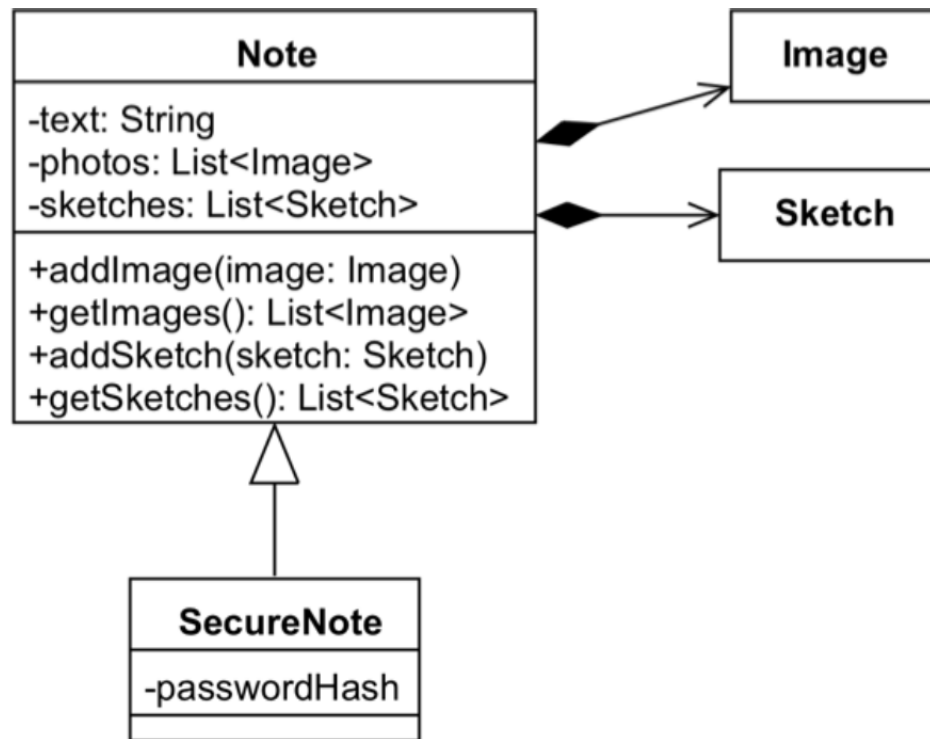 Note
-text: String
-photos: List<Image>
-sketches: List<Sketch>
+addImage(image: Image)
+getImages(): List<Image>
+addSketch(sketch: Sketch)
+getSketches(): List<Sketch>
Image
Sketch
SecureNote
-passwordHash